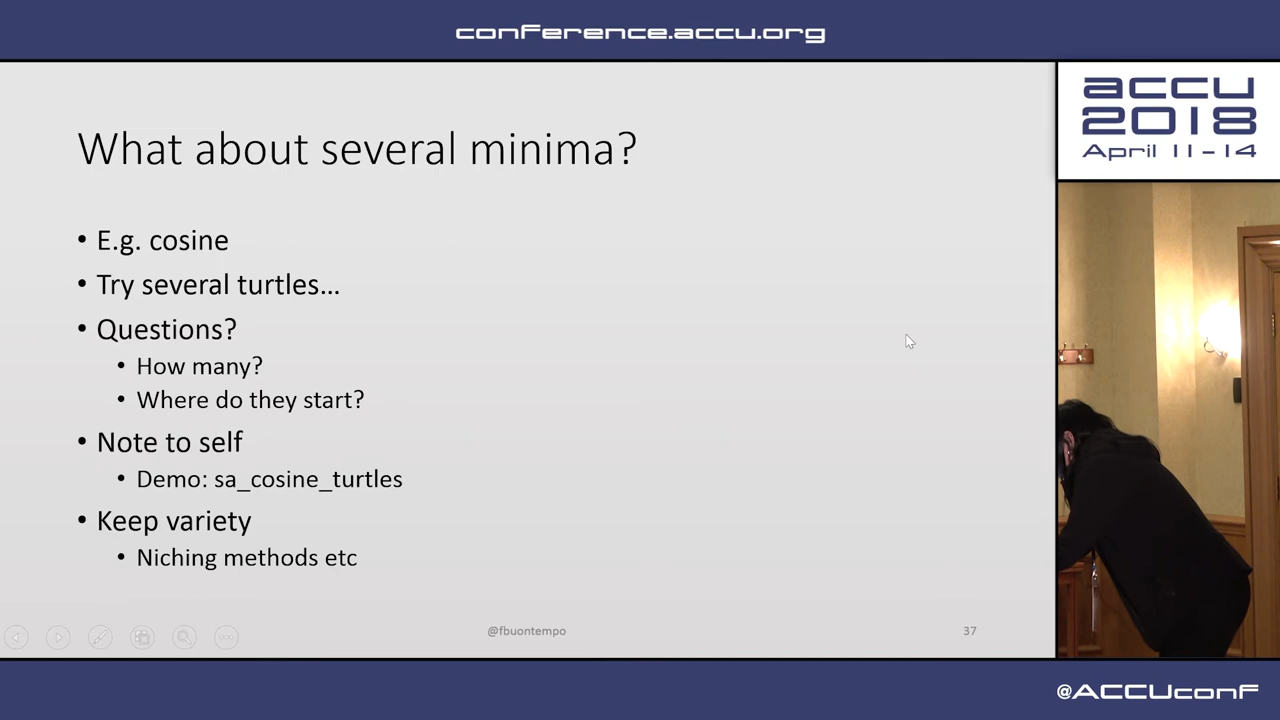 conference.accu.org
accu
2018
April 11-14
What about several minima?
• E.g. cosine
• Try several turtles...
• Questions?
• How many?
• Where do they start?
• Note to self
• Demo: sa_cosine_turtles
• Keep variety
• Niching methods etc
@fbuontempo
37
@ACCUconf